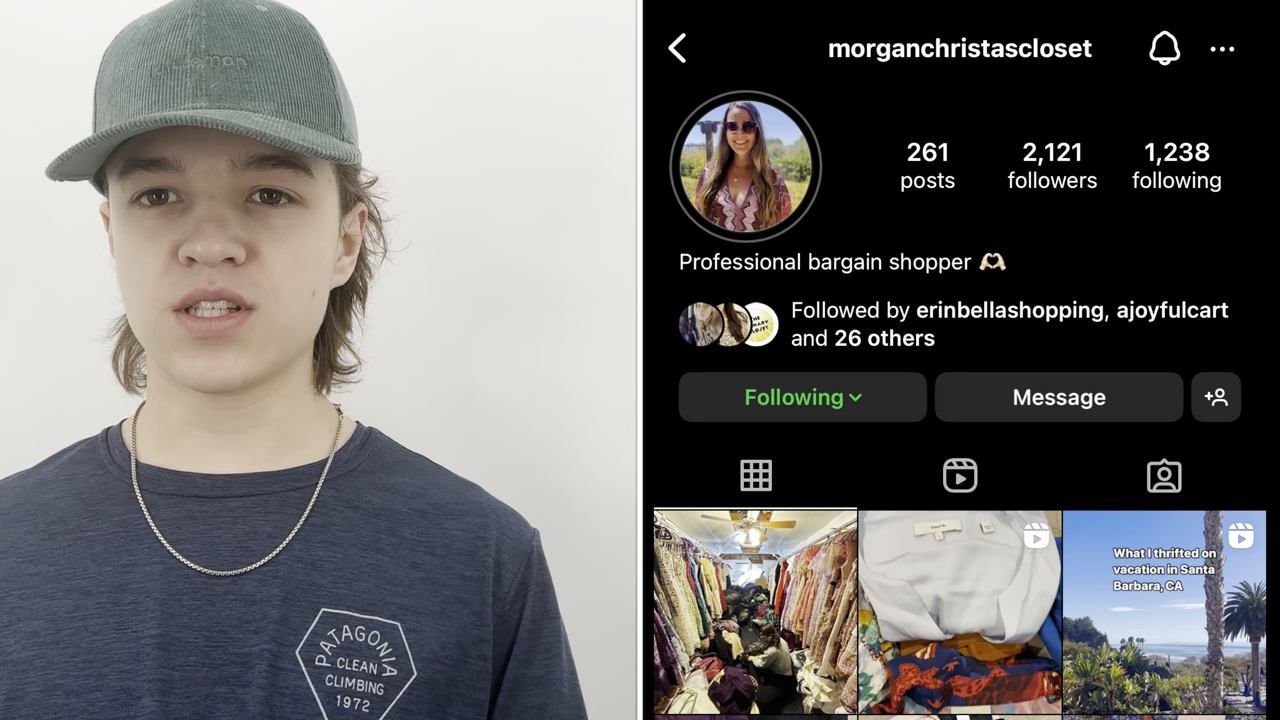 PATAGONIA
CLEAN
CLIMBING
1972
morganchristascloset
261
posts
2,121
followers
1,238
following
Professional bargain shopper 🫶🏻
Followed by erinbellashopping, ajoyfulcart
and 26 others
Following
Message
What I thrifted on
vacation in Santa
Barbara, CA